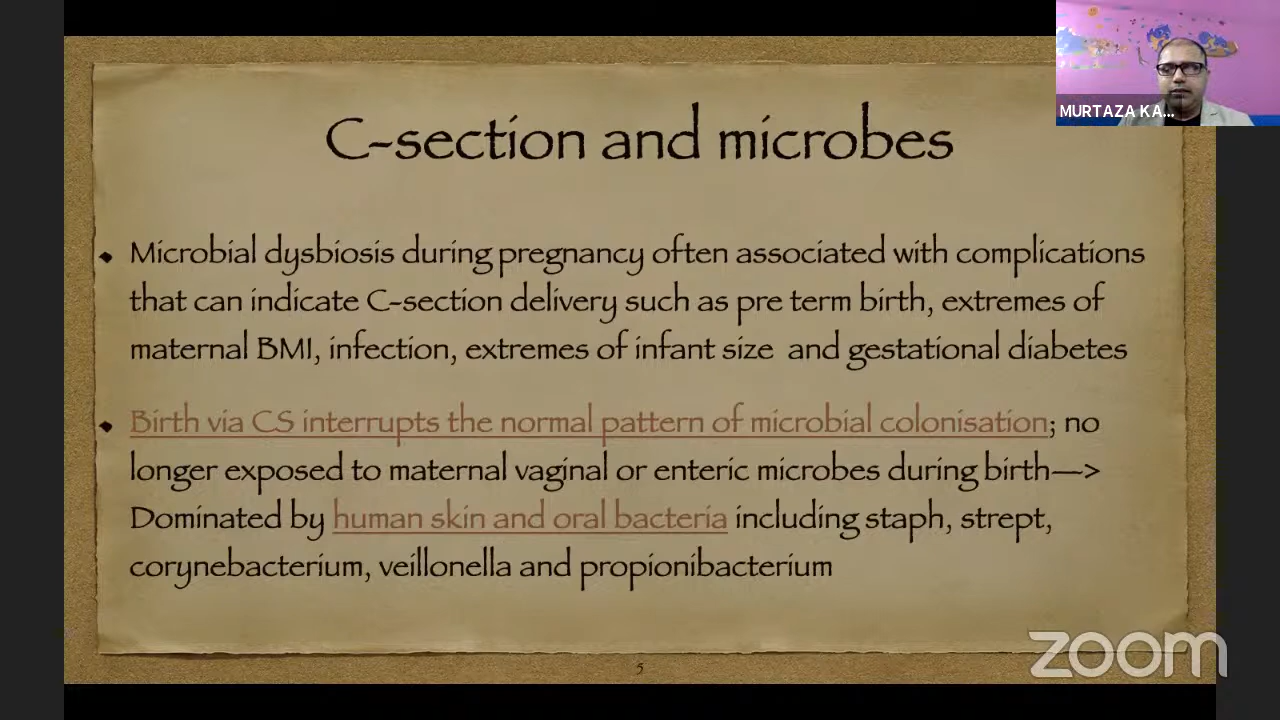 MURTAZA KA...
C-section and microbes
Microbial dysbiosis during pregnancy often associated with complications
that can indicate C-section delivery such as pre term birth, extremes of
maternal BMI, infection, extremes of infant size and gestational diabetes
Birth via CS interrupts the normal pattern of microbial colonisation; no
longer exposed to maternal vaginal or enteric microbes during birth—>
Dominated by human skin and oral bacteria including staph, strept,
corynebacterium, veillonella and propionibacterium
5
zoom